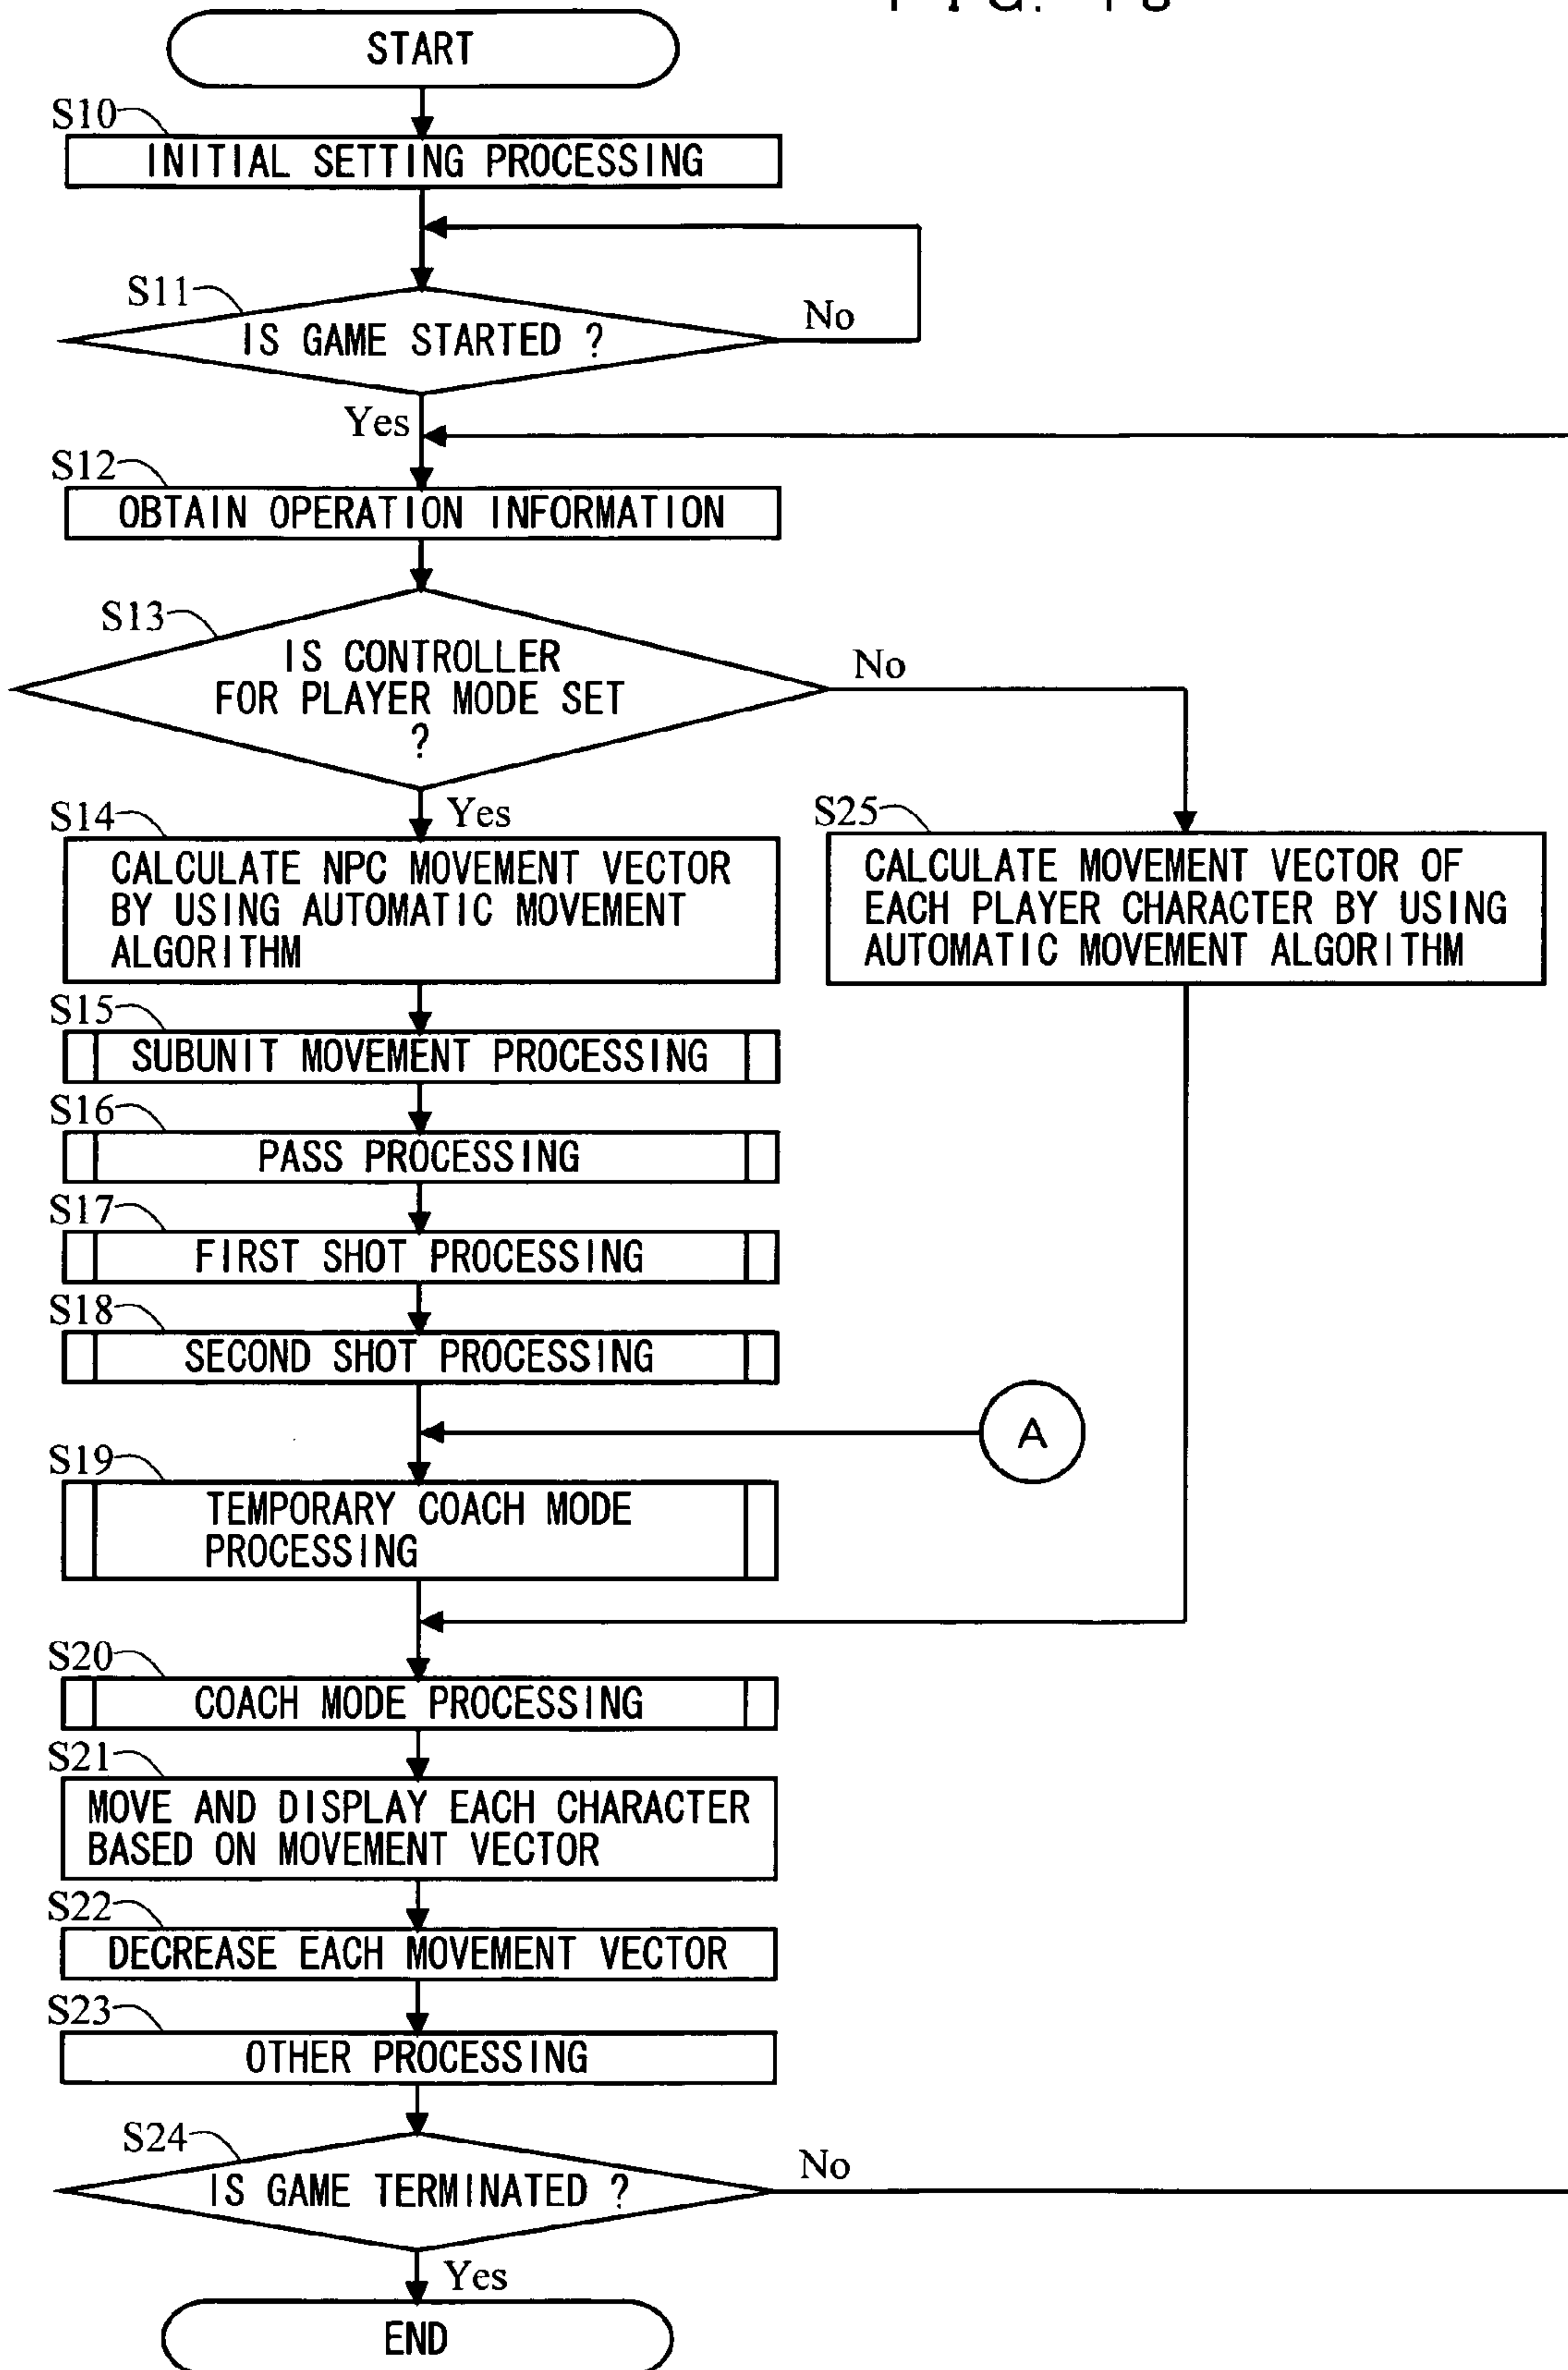 START
S10
INITIAL SETTING PROCESSING
S11
IS GAME STARTED ?
No
Yes
S12
OBTAIN OPERATION INFORMATION
S13
IS CONTROLLER
FOR PLAYER MODE SET
?
No
Yes
S14
CALCULATE NPC MOVEMENT VECTOR
BY USING AUTOMATIC MOVEMENT
ALGORITHM
S25
CALCULATE MOVEMENT VECTOR OF
EACH PLAYER CHARACTER BY USING
AUTOMATIC MOVEMENT ALGORITHM
S15
SUBUNIT MOVEMENT PROCESSING
S16
PASS PROCESSING
S17
FIRST SHOT PROCESSING
S18
SECOND SHOT PROCESSING
A
S19
TEMPORARY COACH MODE
PROCESSING
S20
COACH MODE PROCESSING
S21
MOVE AND DISPLAY EACH CHARACTER
BASED ON MOVEMENT VECTOR
S22
DECREASE EACH MOVEMENT VECTOR
S23
OTHER PROCESSING
S24
IS GAME TERMINATED ?
No
Yes
END